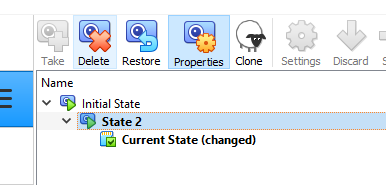 Take Delete Restore Properties Clone Settings Discard
Name
Initial State
State 2
Current State (changed)